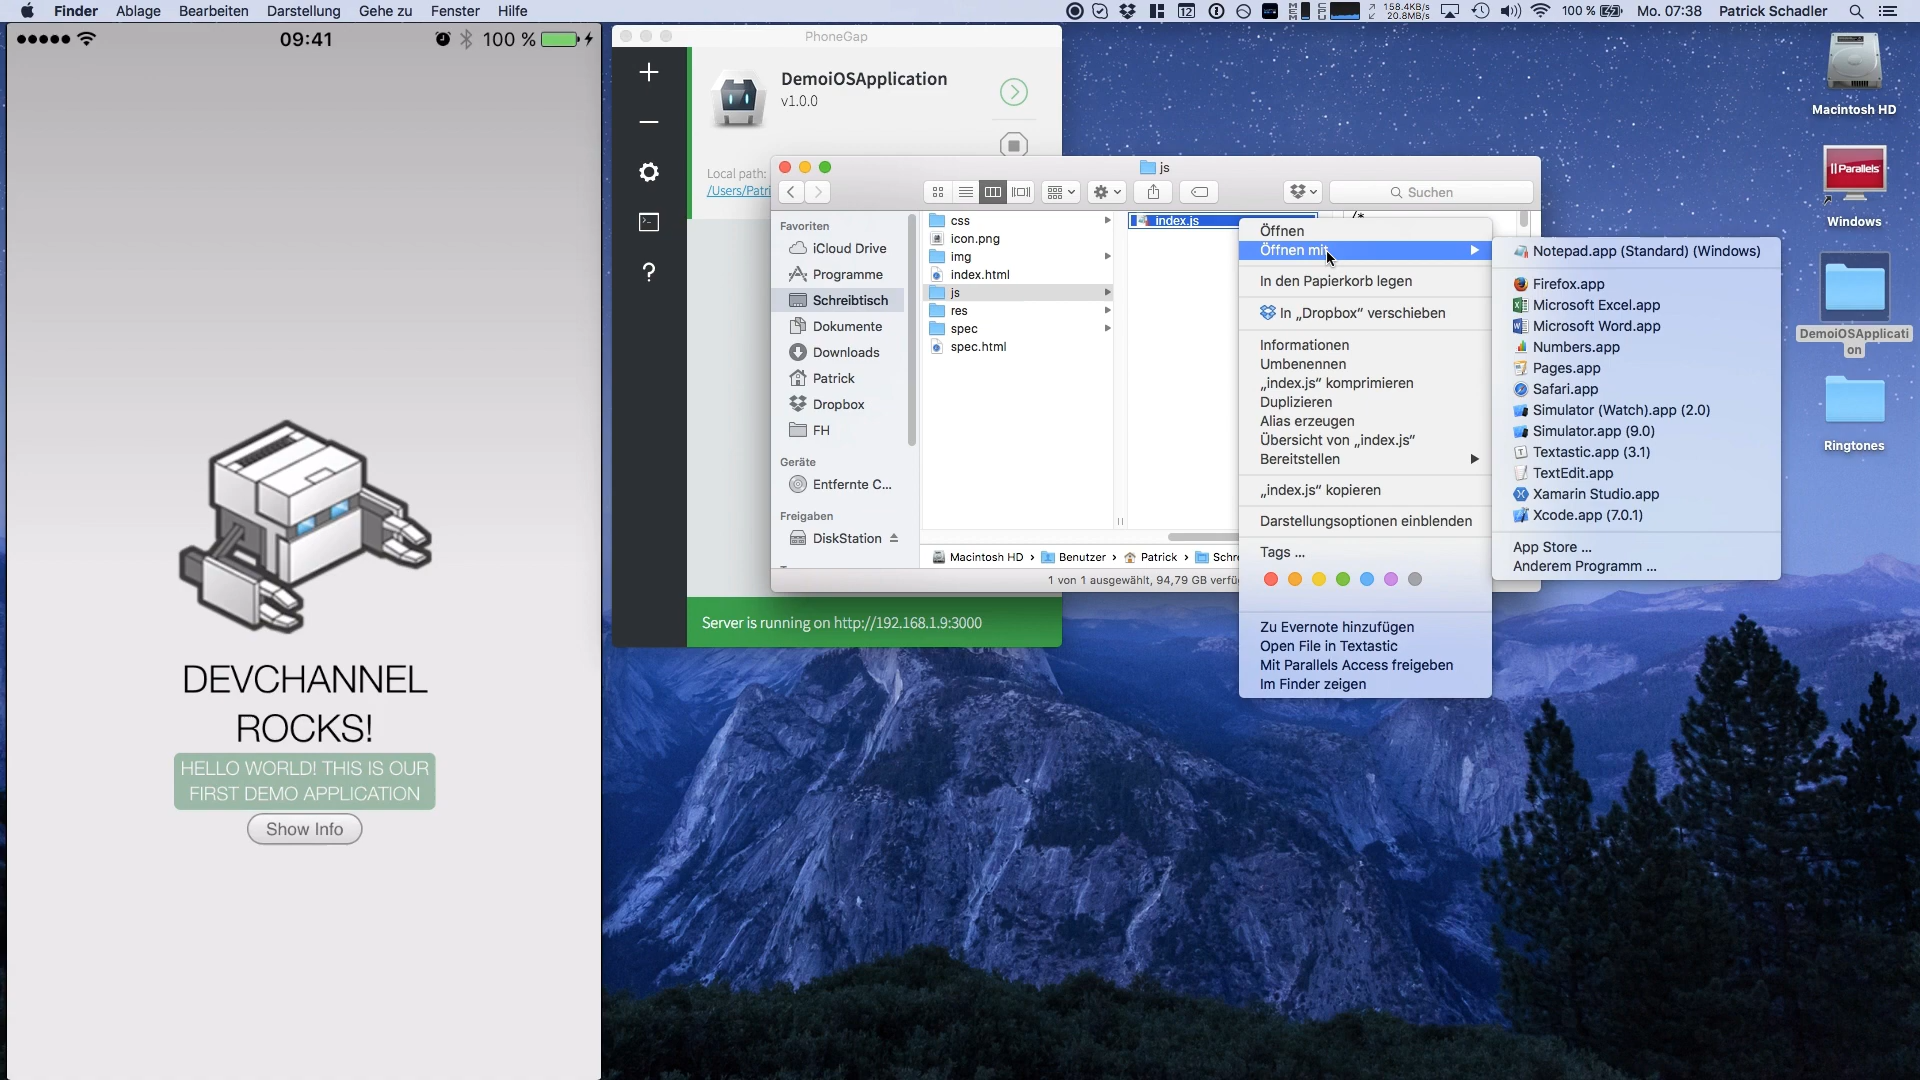 Finder Ablage Bearbeiten Darstellung Gehe zu Fenster Hilfe
12
158.4KB/s
20.8MB/s
100 %
Mo. 07:38
Patrick Schadler
09:41
100 %
PhoneGap
DemoiOSApplication
v1.0.0
Local path:
/Users/Patri
js
Suchen
Favoriten
iCloud Drive
Programme
Schreibtisch
Dokumente
Downloads
Patrick
Dropbox
FH
Geräte
Entfernte C...
Freigaben
DiskStation
css
icon.png
img
index.html
js
res
spec
spec.html
index.js
/*
Macintosh HD › Benutzer › Patrick › Schre
1 von 1 ausgewählt, 94,79 GB verfü
Öffnen
Öffnen mit
In den Papierkorb legen
In „Dropbox“ verschieben
Informationen
Umbenennen
„index.js“ komprimieren
Duplizieren
Alias erzeugen
Übersicht von „index.js“
Bereitstellen
„index.js“ kopieren
Darstellungsoptionen einblenden
Tags ...
Zu Evernote hinzufügen
Open File in Textastic
Mit Parallels Access freigeben
Im Finder zeigen
Notepad.app (Standard) (Windows)
Firefox.app
Microsoft Excel.app
Microsoft Word.app
Numbers.app
Pages.app
Safari.app
Simulator (Watch).app (2.0)
Simulator.app (9.0)
Textastic.app (3.1)
TextEdit.app
Xamarin Studio.app
Xcode.app (7.0.1)
App Store ...
Anderem Programm ...
Server is running on http://192.168.1.9:3000
DEVCHANNEL
ROCKS!
HELLO WORLD! THIS IS OUR
FIRST DEMO APPLICATION
Show Info
Macintosh HD
Parallels
Windows
DemoiOSApplicati
on
Ringtones